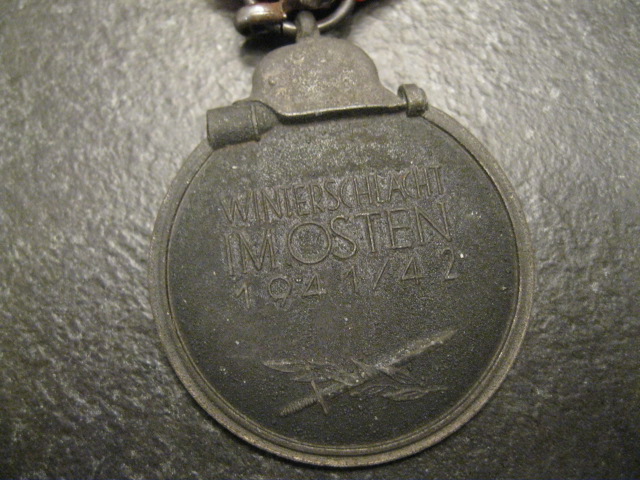 WINTERSCHLACHT
IM OSTEN
1941/42